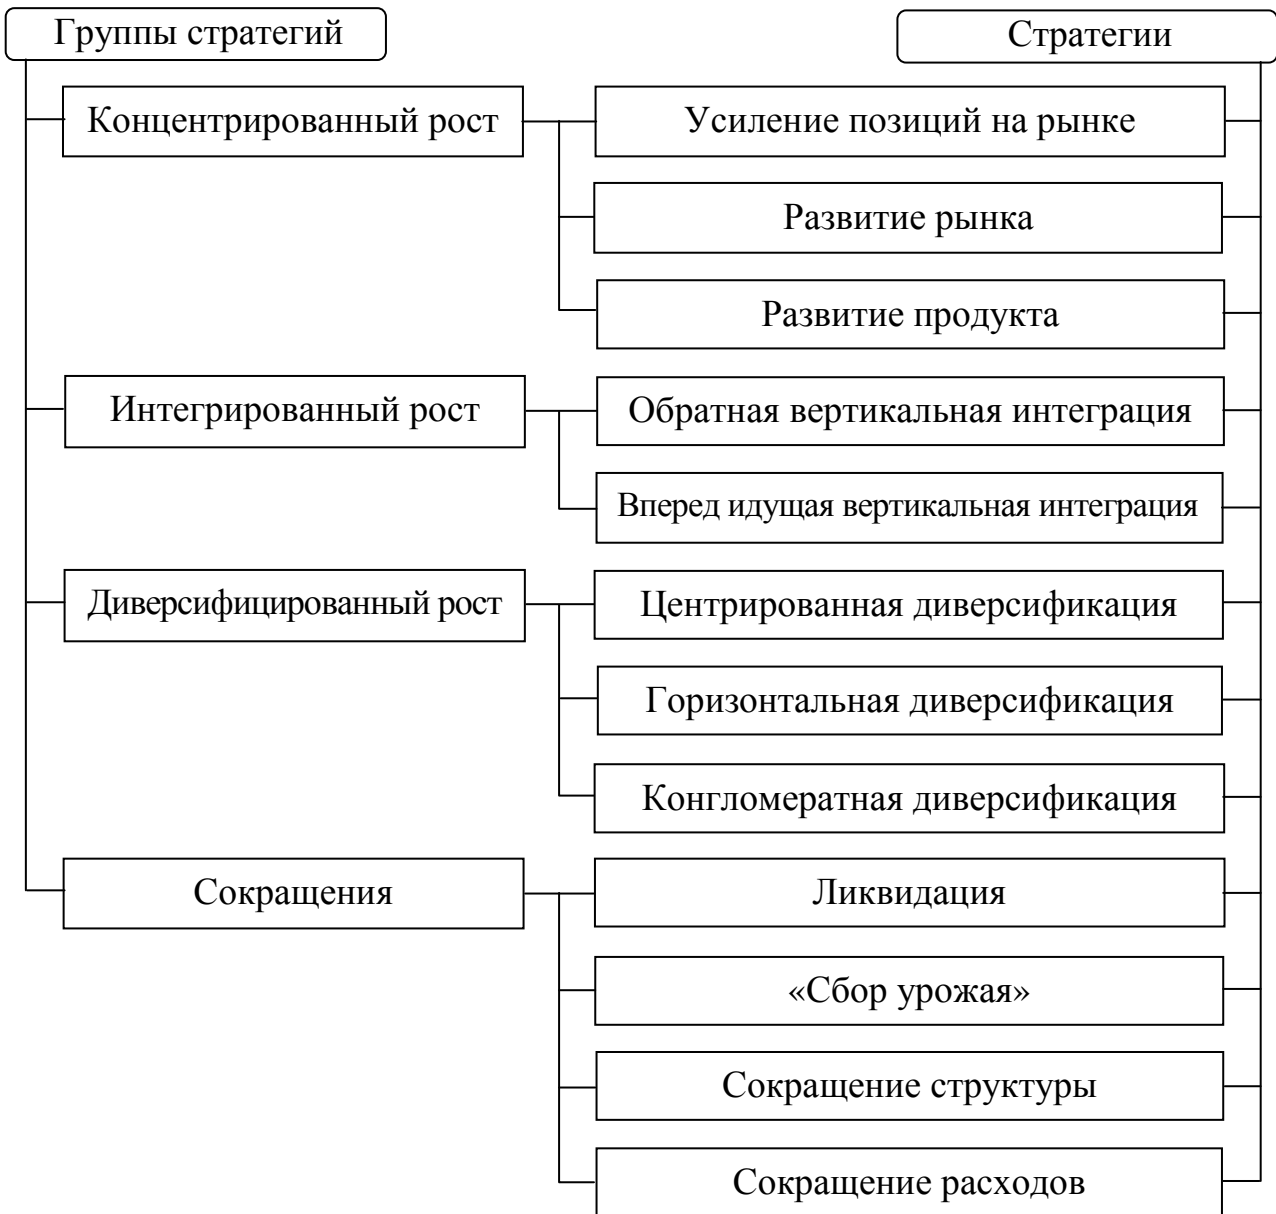 Группы стратегий
Стратегии
Концентрированный рост
Усиление позиций на рынке
Развитие рынка
Развитие продукта
Интегрированный рост
Обратная вертикальная интеграция
Вперед идущая вертикальная интеграция
Диверсифицированный рост
Центрированная диверсификация
Горизонтальная диверсификация
Конгломератная диверсификация
Сокращения
Ликвидация
«Сбор урожая»
Сокращение структуры
Сокращение расходов